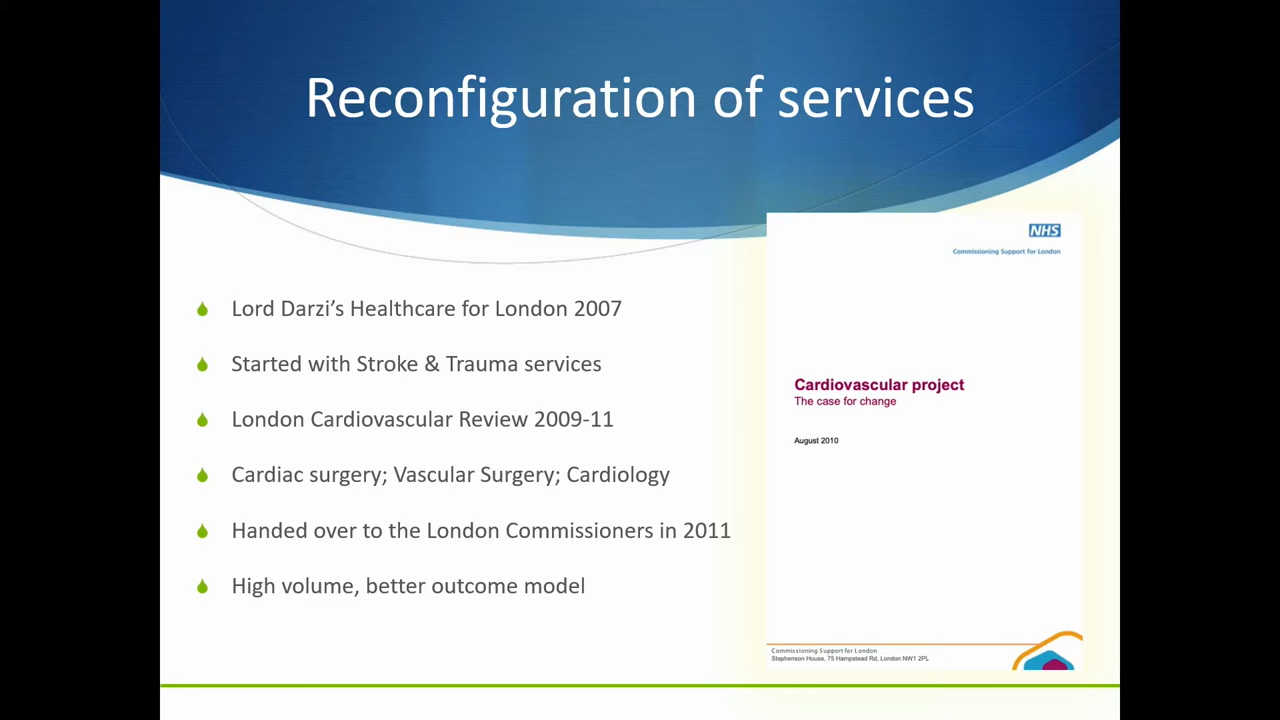 Reconfiguration of services
Lord Darzi’s Healthcare for London 2007
Started with Stroke & Trauma services
London Cardiovascular Review 2009-11
Cardiac surgery; Vascular Surgery; Cardiology
Handed over to the London Commissioners in 2011
High volume, better outcome model
NHS
Commissioning Support for London
Cardiovascular project
The case for change
August 2010
Commissioning Support for London
Stephenson House, 75 Hampstead Rd, London NW1 2PL